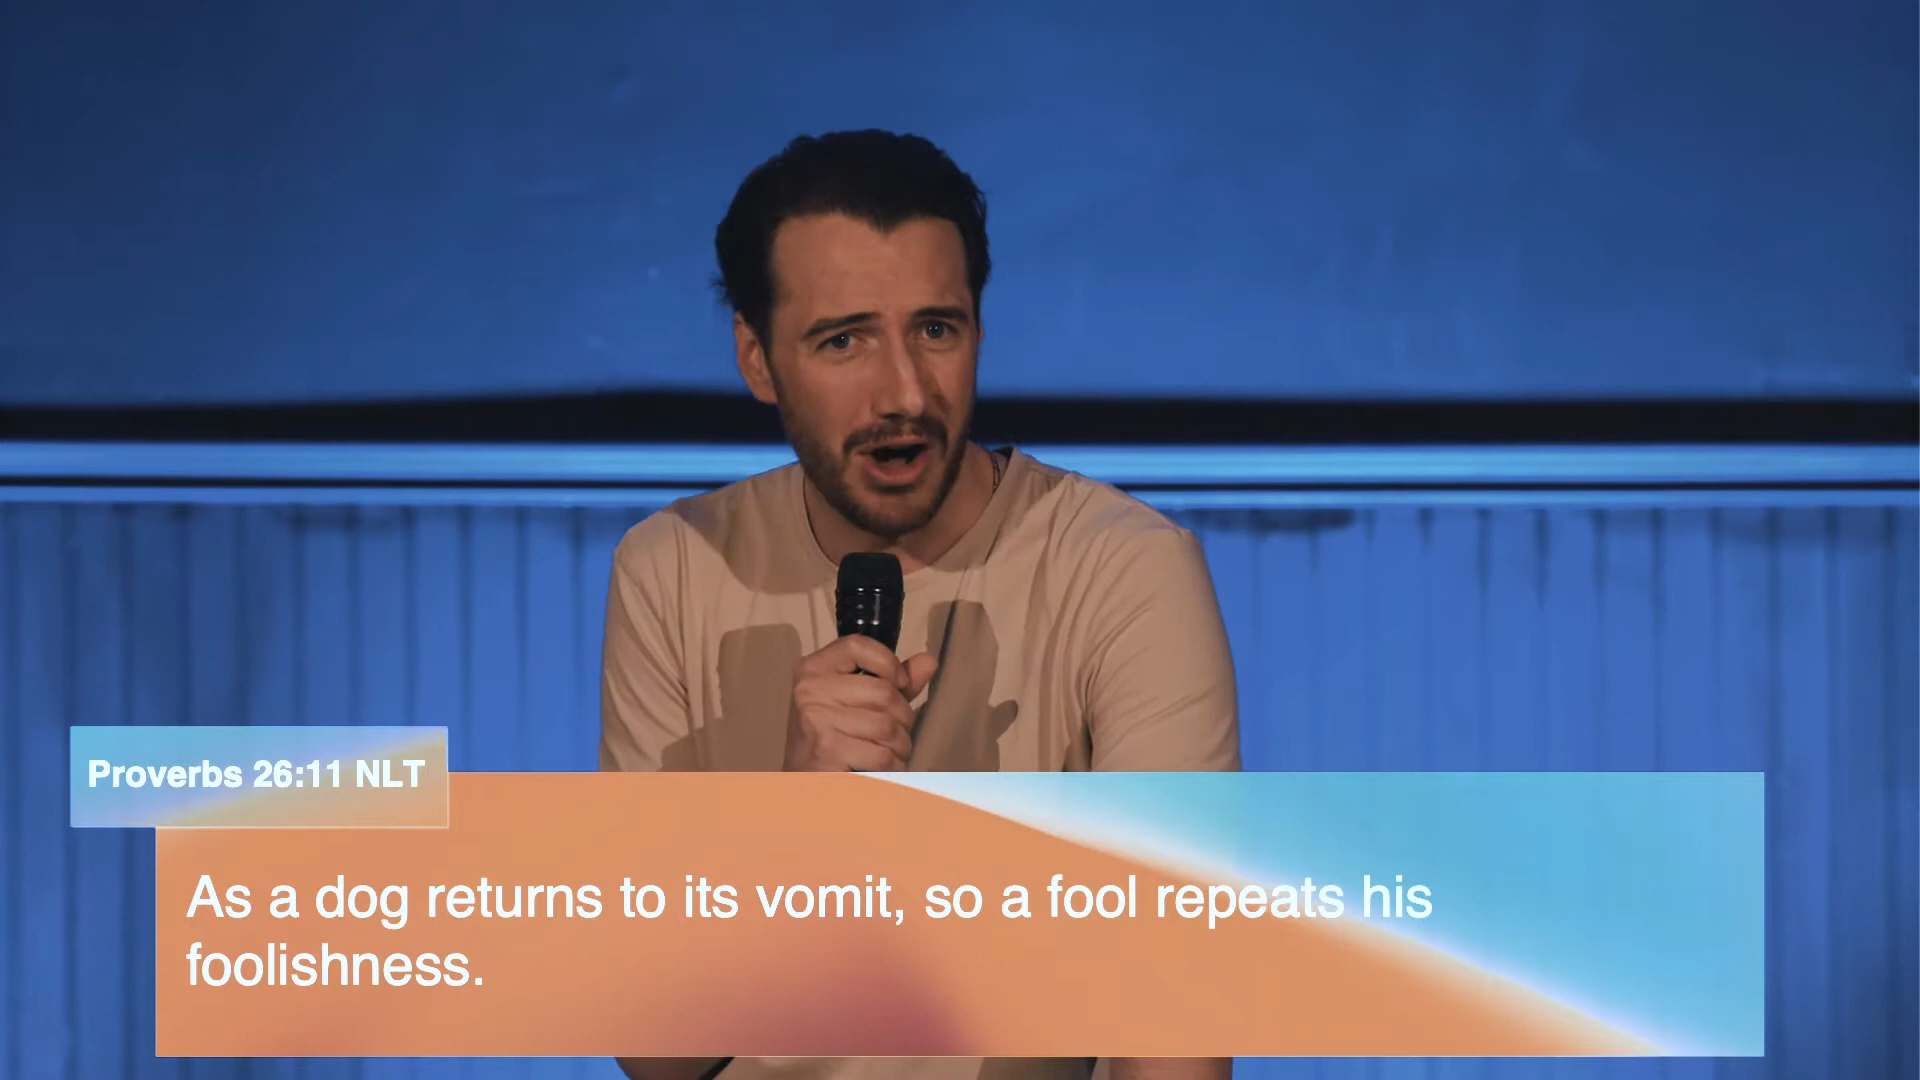 Proverbs 26:11 NLT
As a dog returns to its vomit, so a fool repeats his
foolishness.